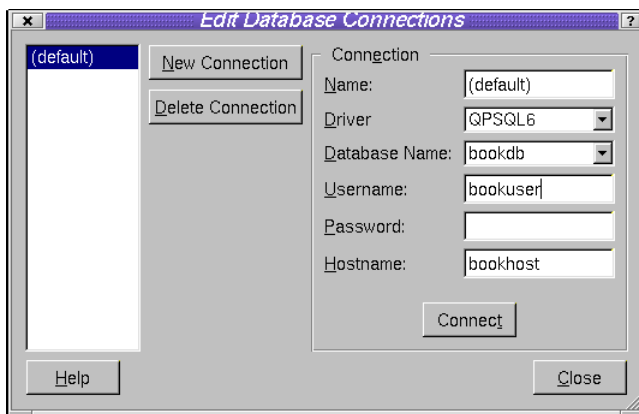 Edit Database Connections
?
(default)
New Connection
Delete Connection
Connection
Name:
(default)
Driver
QPSQL6
Database Name:
bookdb
Username:
bookuser
Password:
Hostname:
bookhost
Connect
Help
Close